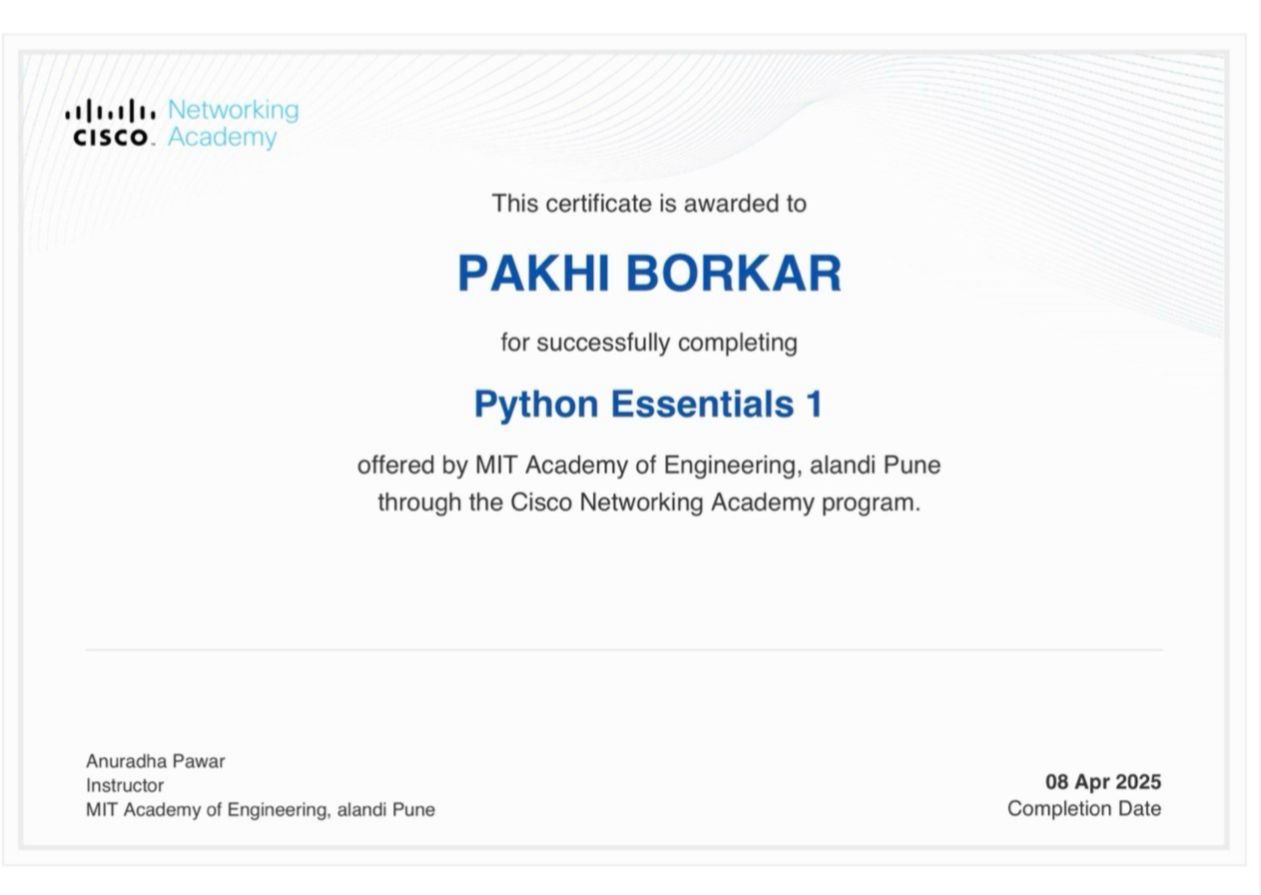 Networking
CISCO. Academy
This certificate is awarded to
PAKHI BORKAR
for successfully completing
Python Essentials 1
offered by MIT Academy of Engineering, alandi Pune
through the Cisco Networking Academy program.
Anuradha Pawar
Instructor
MIT Academy of Engineering, alandi Pune
08 Apr 2025
Completion Date